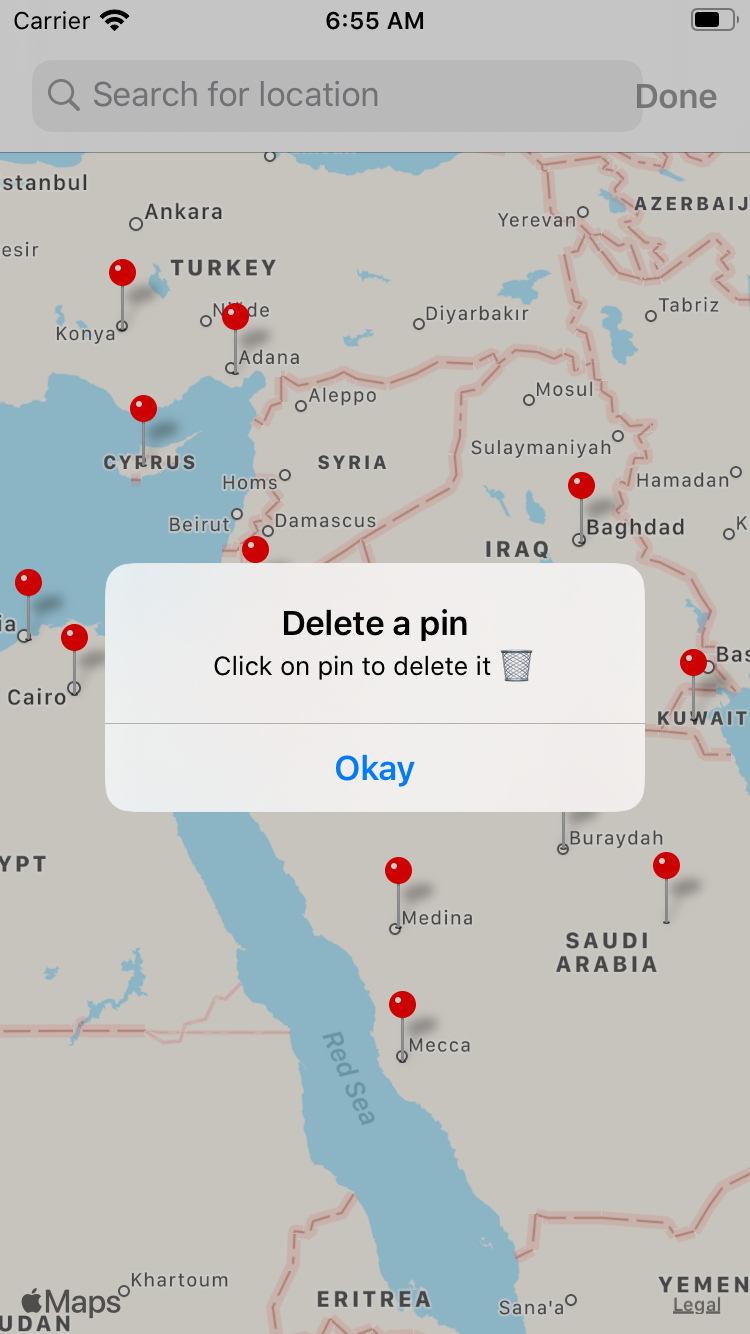 Carrier 6:55 AM
Search for location
Done
stanbul
Ankara
AZERBAIJ
Yerevan
esir
TURKEY
Tabriz
Diyarbakır
Konya
Adana
Aleppo
Mosul
Sulaymaniyah
CYPRUS
SYRIA
Homs
Hamadan
Beirut
Damascus
Baghdad
K
IRAQ
ia
Delete a pin
Click on pin to delete it
Bas
Cairo
KUWAIT
Okay
Buraydah
YPT
Medina
SAUDI
ARABIA
Mecca
Red Sea
Khartoum
Maps
ERITREA
Sana'a
YEMEN
Legal
UDAN